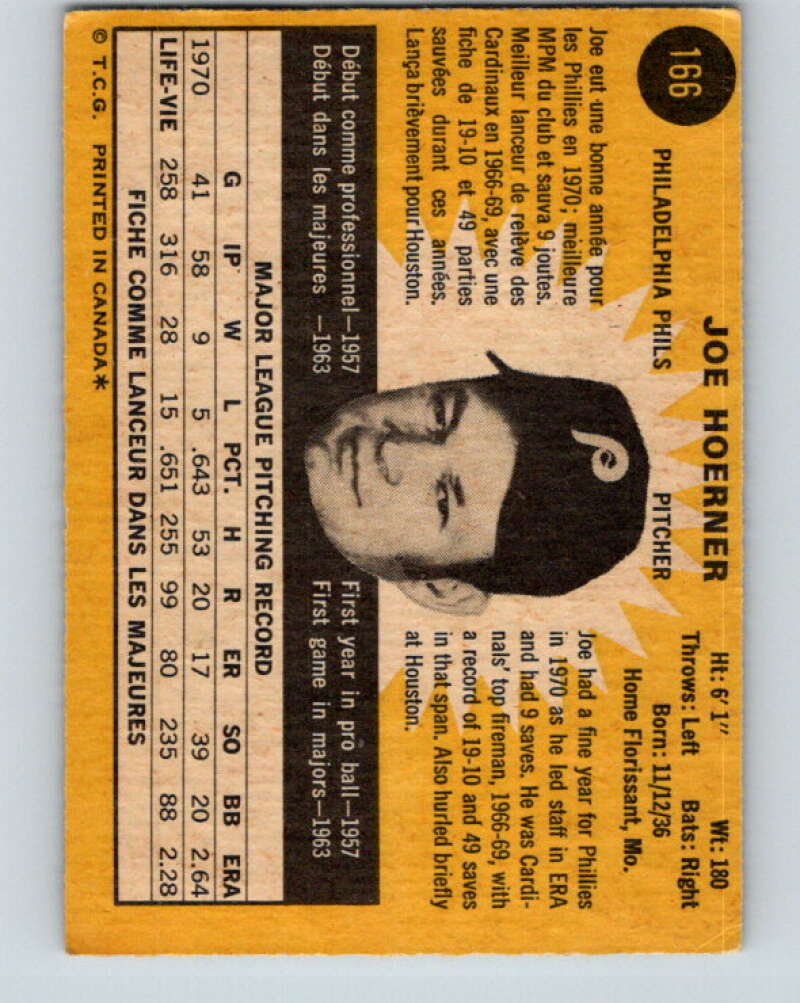 166
JOE HOERNER
PHILADELPHIA PHILS PITCHER
Ht: 6'1" Wt: 180
Throws: Left Bats: Right
Born: 11/12/36
Home Florissant, Mo.
Joe eut une bonne année pour
les Phillies en 1970; meilleure
MPM du club et sauva 9 joutes.
Meilleur lanceur de relève des
Cardinaux en 1966-69, avec une
fiche de 19-10 et 49 parties
sauvées durant ces années.
Lança brièvement pour Houston.
P
Joe had a fine year for Phillies
in 1970 as he led staff in ERA
and had 9 saves. He was Cardi-
nals' top fireman, 1966-69, with
a record of 19-10 and 49 saves
in that span. Also hurled briefly
at Houston.
Début comme professionnel—1957
Début dans les majeures —1963
First year in pro ball—1957
First game in majors—1963
MAJOR LEAGUE PITCHING RECORD
G IP W L PCT. H R ER SO BB ERA
1970 41 58 9 5 .643 53 20 17 39 20 2.64
LIFE-VIE 258 316 28 15 .651 255 99 80 235 88 2.28
FICHE COMME LANCEUR DANS LES MAJEURES
© T.C.G. PRINTED IN CANADA*